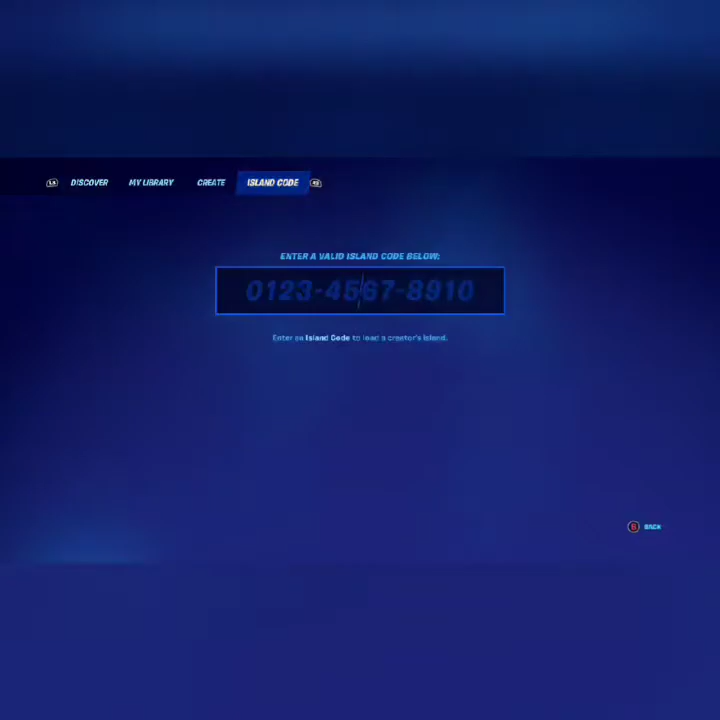 LB DISCOVER MY LIBRARY CREATE ISLAND CODE RB
ENTER A VALID ISLAND CODE BELOW:
0123-4567-8910
Enter an Island Code to load a creator's island.
B BACK